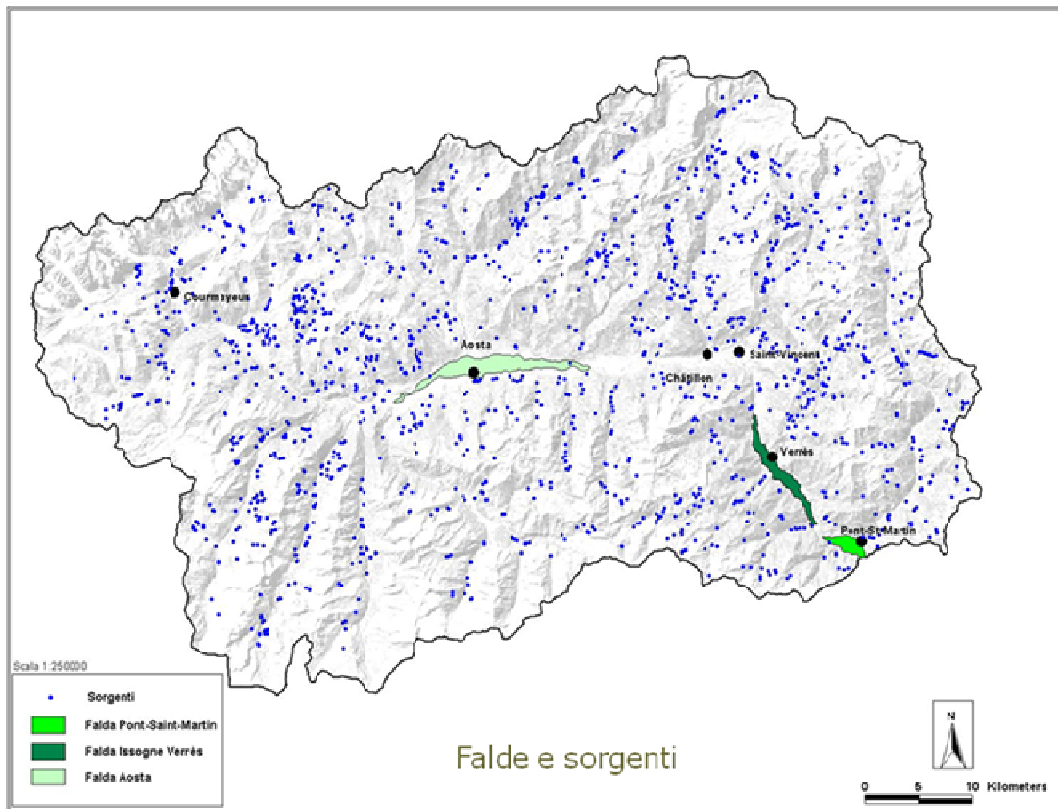 Courmayeus
Aosta
Saint-Vincent
Châtillon
Verrès
Pont-St-Martin
Scala 1:250000
Sorgenti
Falda Pont-Saint-Martin
Falda Issogne Verrès
Falda Aosta
Falde e sorgenti
N
0 5 10 Kilometers